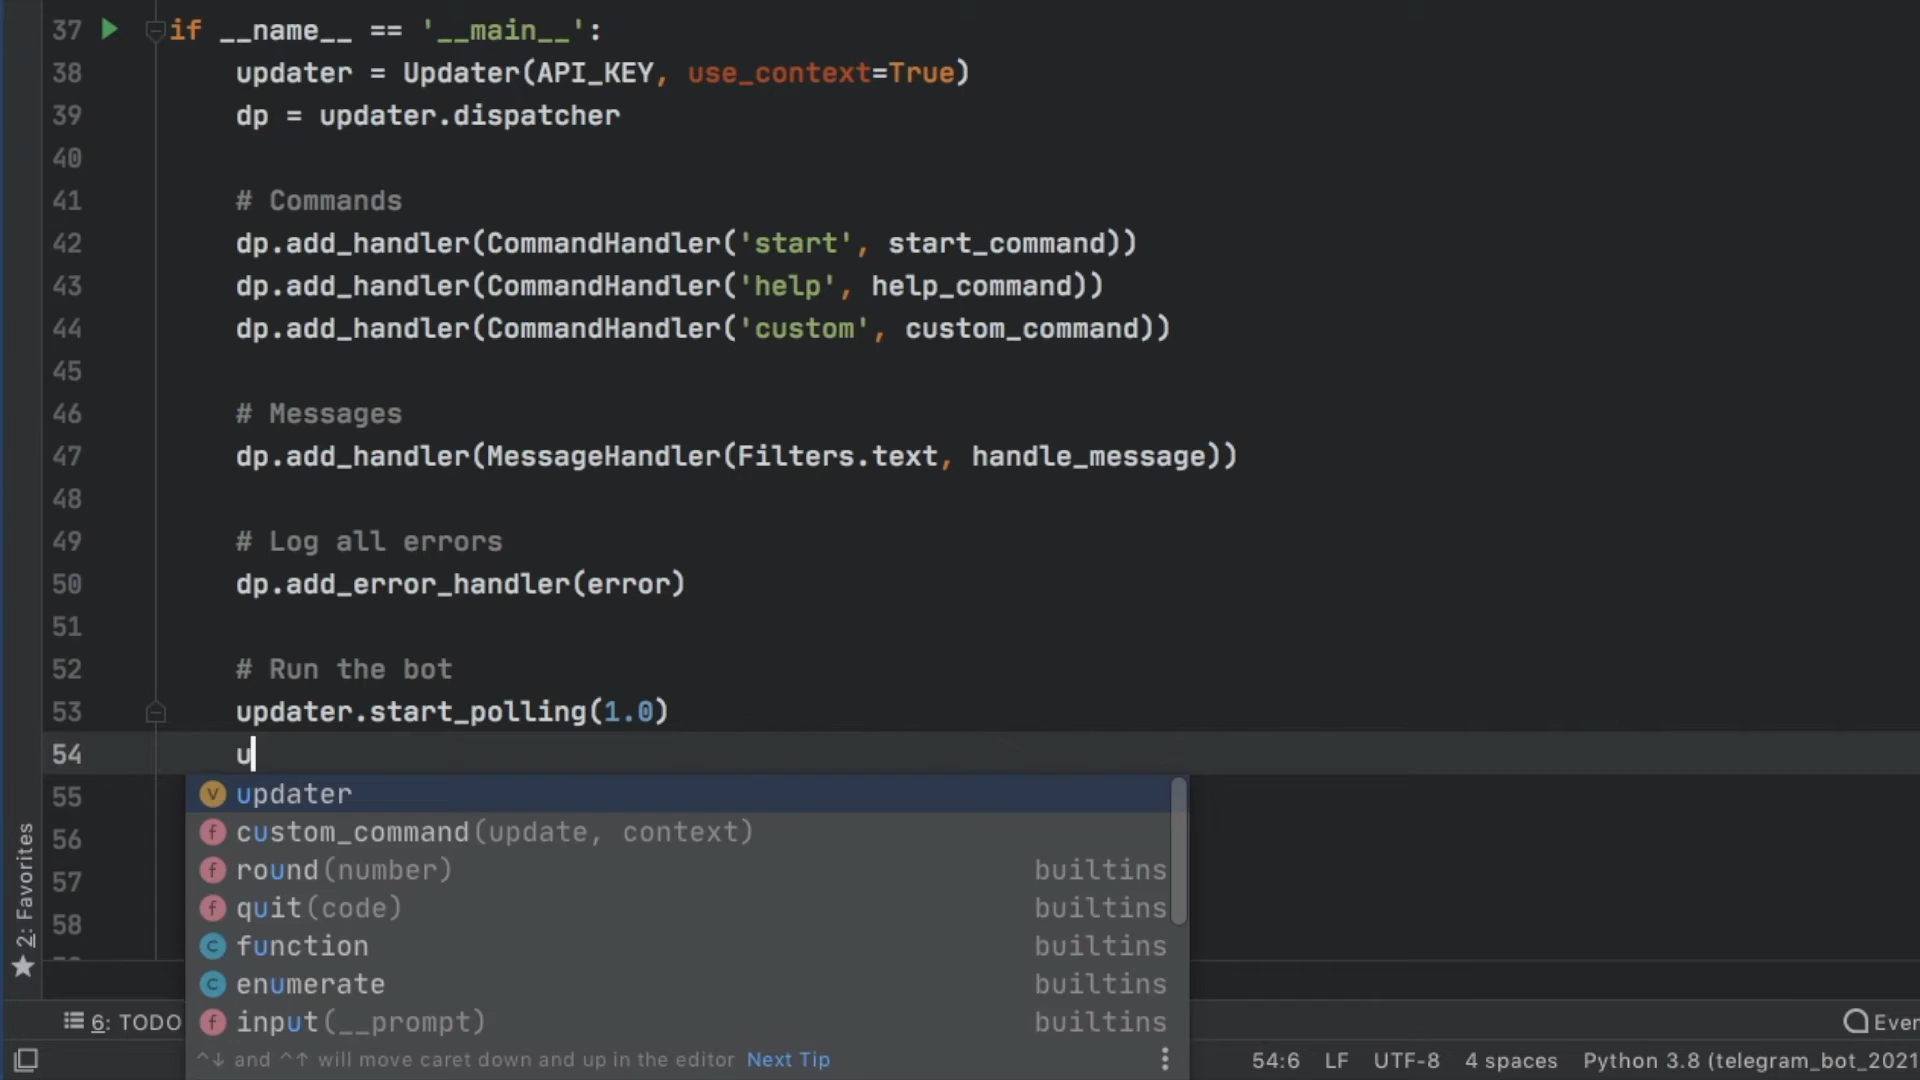 37 if __name__ == '__main__':
38 updater = Updater(API_KEY, use_context=True)
39 dp = updater.dispatcher
40
41 # Commands
42 dp.add_handler(CommandHandler('start', start_command))
43 dp.add_handler(CommandHandler('help', help_command))
44 dp.add_handler(CommandHandler('custom', custom_command))
45
46 # Messages
47 dp.add_handler(MessageHandler(Filters.text, handle_message))
48
49 # Log all errors
50 dp.add_error_handler(error)
51
52 # Run the bot
53 updater.start_polling(1.0)
54 u
55
56
57
58
V updater
f custom_command(update, context)
f round(number) builtins
f quit(code) builtins
c function builtins
c enumerate builtins
f input(__prompt) builtins
^↓ and ^↑ will move caret down and up in the editor Next Tip
2: Favorites
6: TODO
Even
54:6 LF UTF-8 4 spaces Python 3.8 (telegram_bot_2021